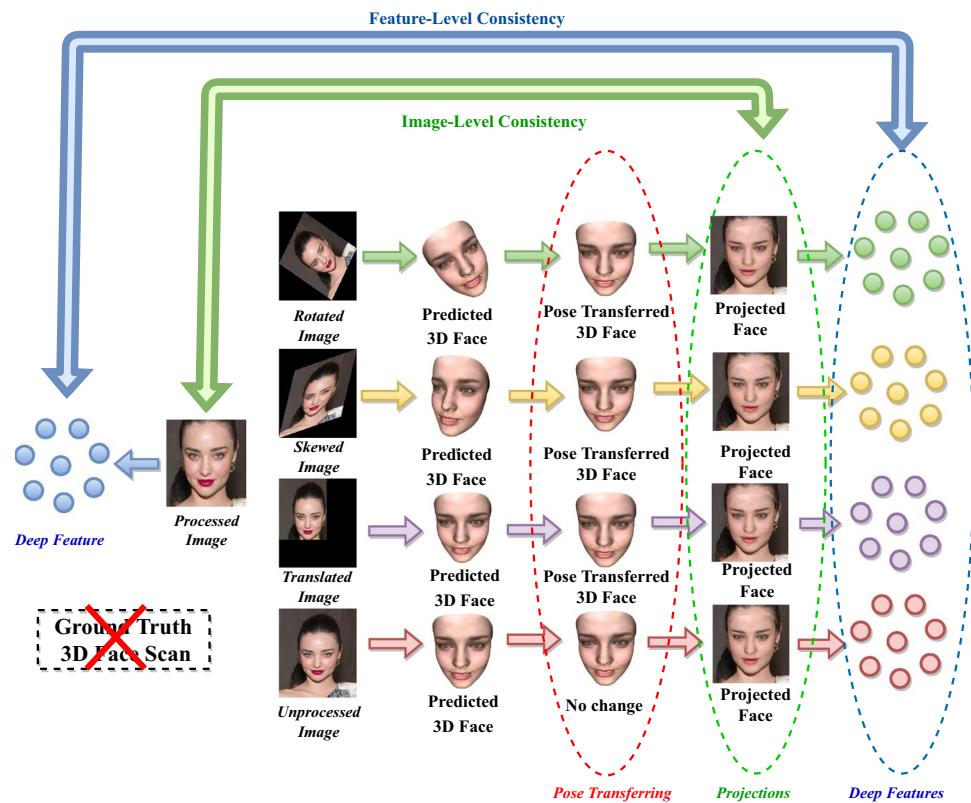 Feature-Level Consistency
Image-Level Consistency
Rotated
Image
Predicted
3D Face
Pose Transferred
3D Face
Projected
Face
Skewed
Image
Predicted
3D Face
Pose Transferred
3D Face
Projected
Face
Deep Feature
Processed
Image
Translated
Image
Predicted
3D Face
Pose Transferred
3D Face
Projected
Face
Ground Truth
3D Face Scan
Unprocessed
Image
Predicted
3D Face
No change
Projected
Face
Pose Transferring
Projections
Deep Features